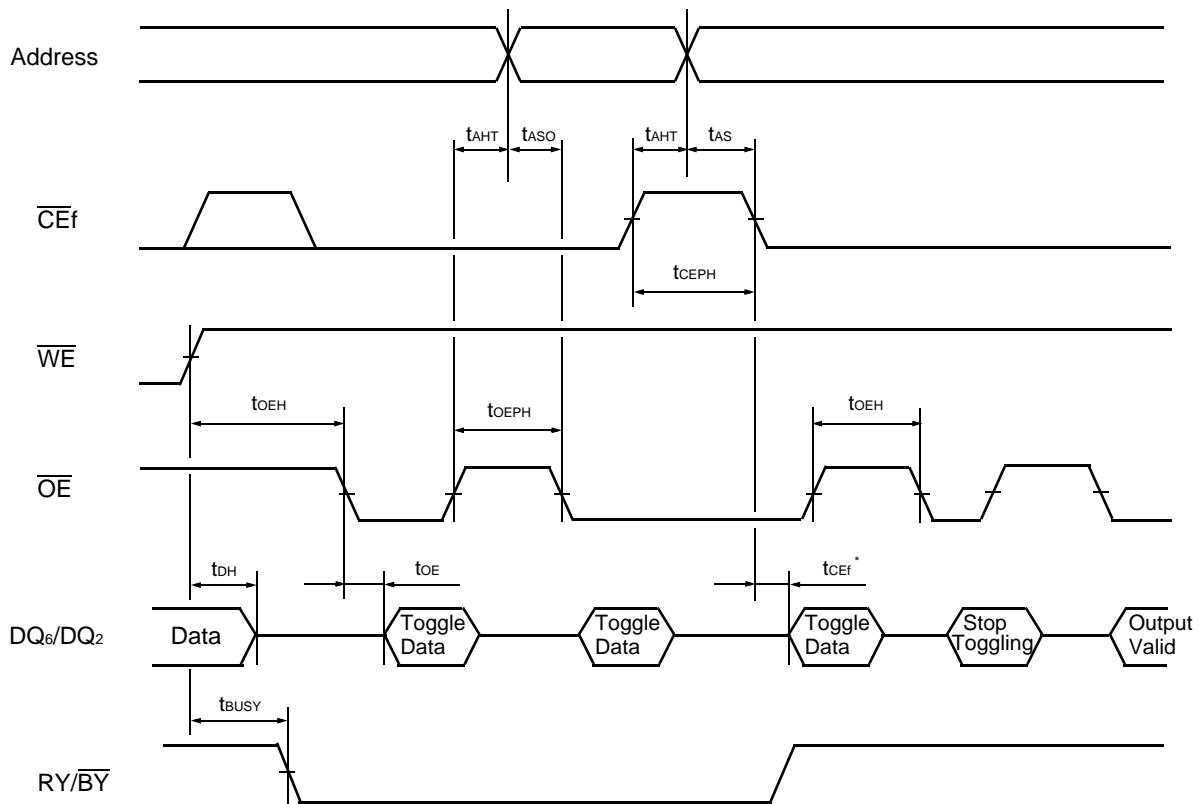 Address
tAHT tASO tAHT tAS
CEf
tCEPH
WE
tOEH tOEPH tOEH
OE
tDH tOE tCEf*
DQ6/DQ2 Data Toggle Data Toggle Data Toggle Data Stop Toggling Output Valid
tBUSY
RY/BY